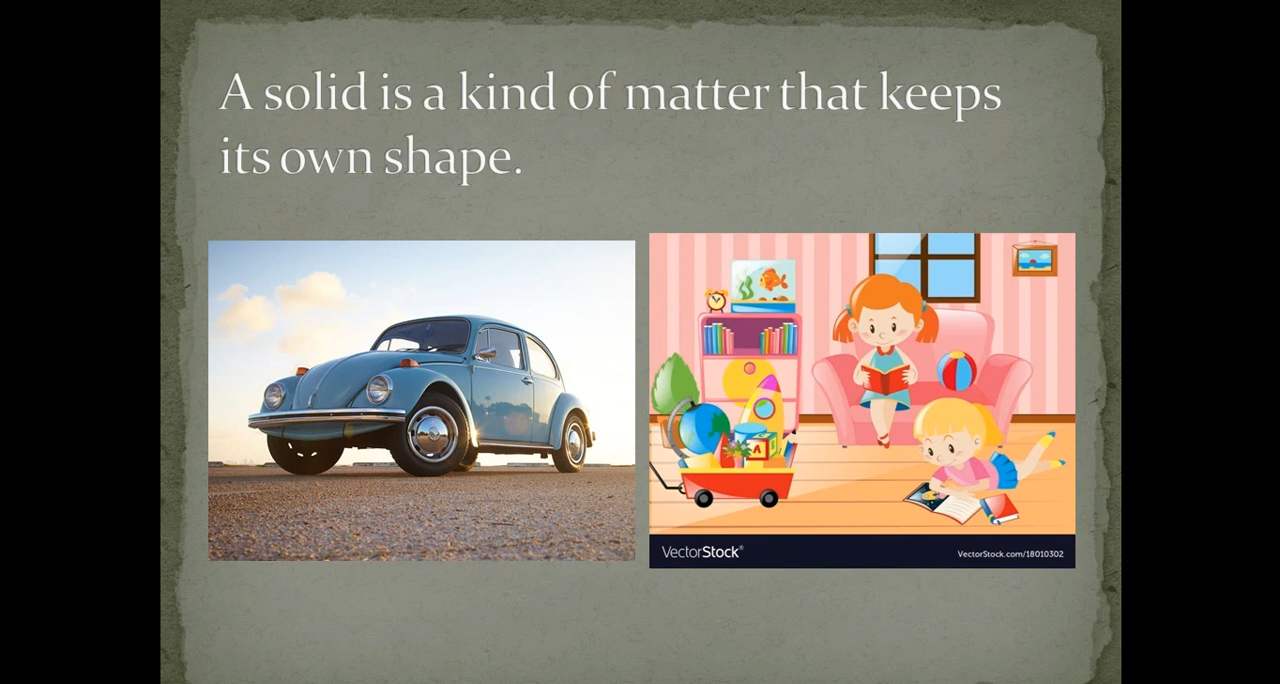 A solid is a kind of matter that keeps
its own shape.
A
VectorStock®
VectorStock.com/18010302